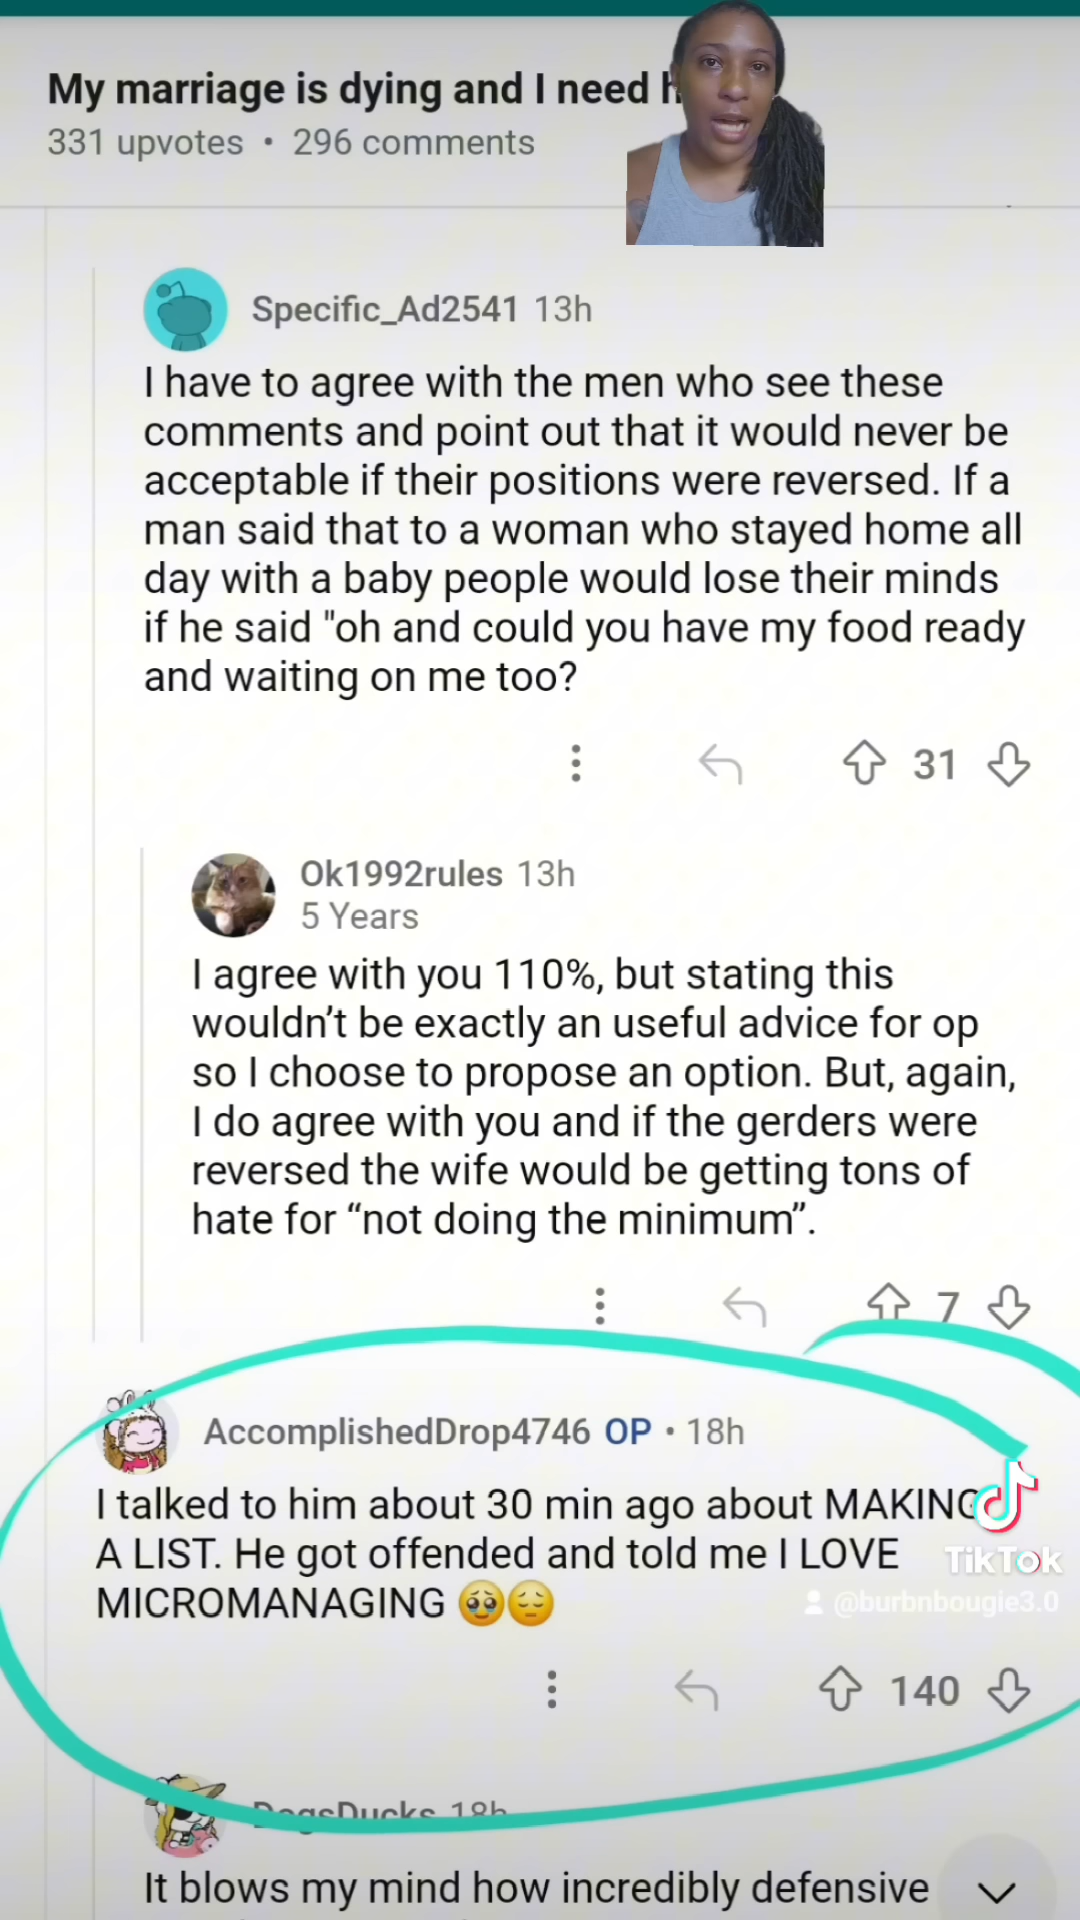 My marriage is dying and I need
331 upvotes • 296 comments
Specific_Ad2541 13h
I have to agree with the men who see these
comments and point out that it would never be
acceptable if their positions were reversed. If a
man said that to a woman who stayed home all
day with a baby people would lose their minds
if he said "oh and could you have my food ready
and waiting on me too?
31
Ok1992rules 13h
5 Years
I agree with you 110%, but stating this
wouldn’t be exactly an useful advice for op
so I choose to propose an option. But, again,
I do agree with you and if the gerders were
reversed the wife would be getting tons of
hate for “not doing the minimum”.
7
AccomplishedDrop4746 OP • 18h
I talked to him about 30 min ago about MAKING
A LIST. He got offended and told me I LOVE
MICROMANAGING 🥹😔
TikTok
@burbnbougie3.0
140
DogsDucks 18h
It blows my mind how incredibly defensive